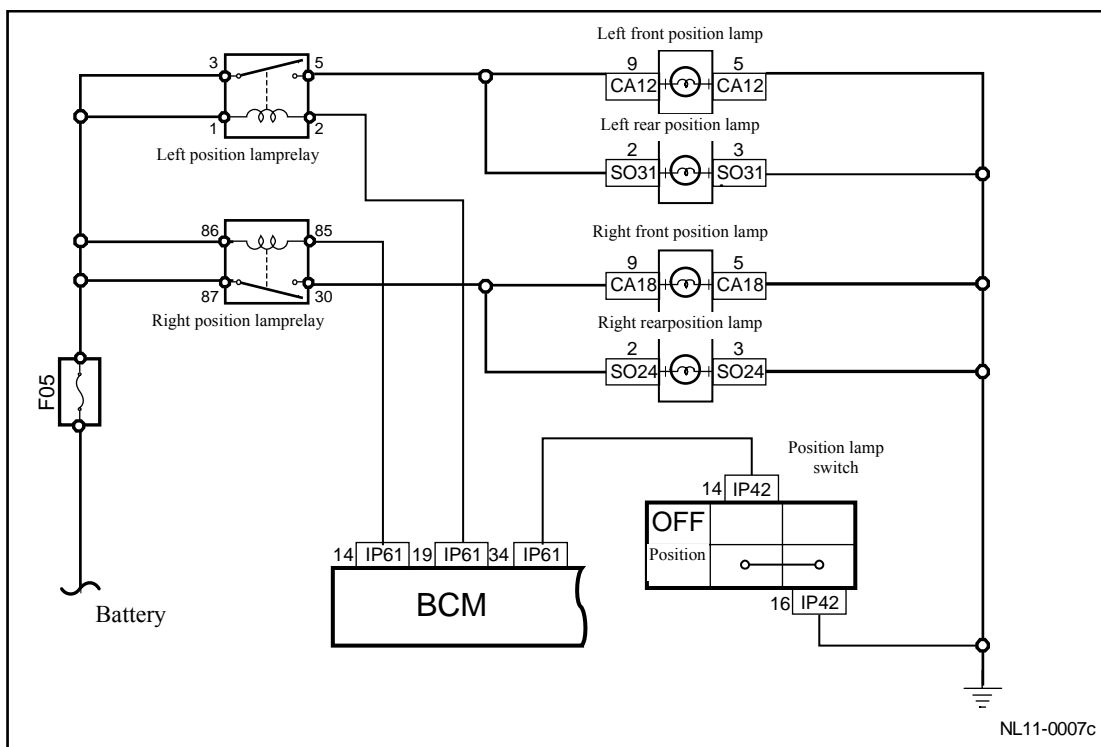 Left front position lamp
3 5 9 5
CA12 CA12
Left rear position lamp
1 2
Left position lamprelay
2 3
SO31 SO31
86 85
Right front position lamp
9 5
CA18 CA18
87 30
Right position lamprelay
Right rearposition lamp
2 3
SO24 SO24
F05
Position lamp
switch
14 IP42
OFF
Position
14 IP61 19 IP61 34 IP61
BCM
16 IP42
Battery
NL11-0007c